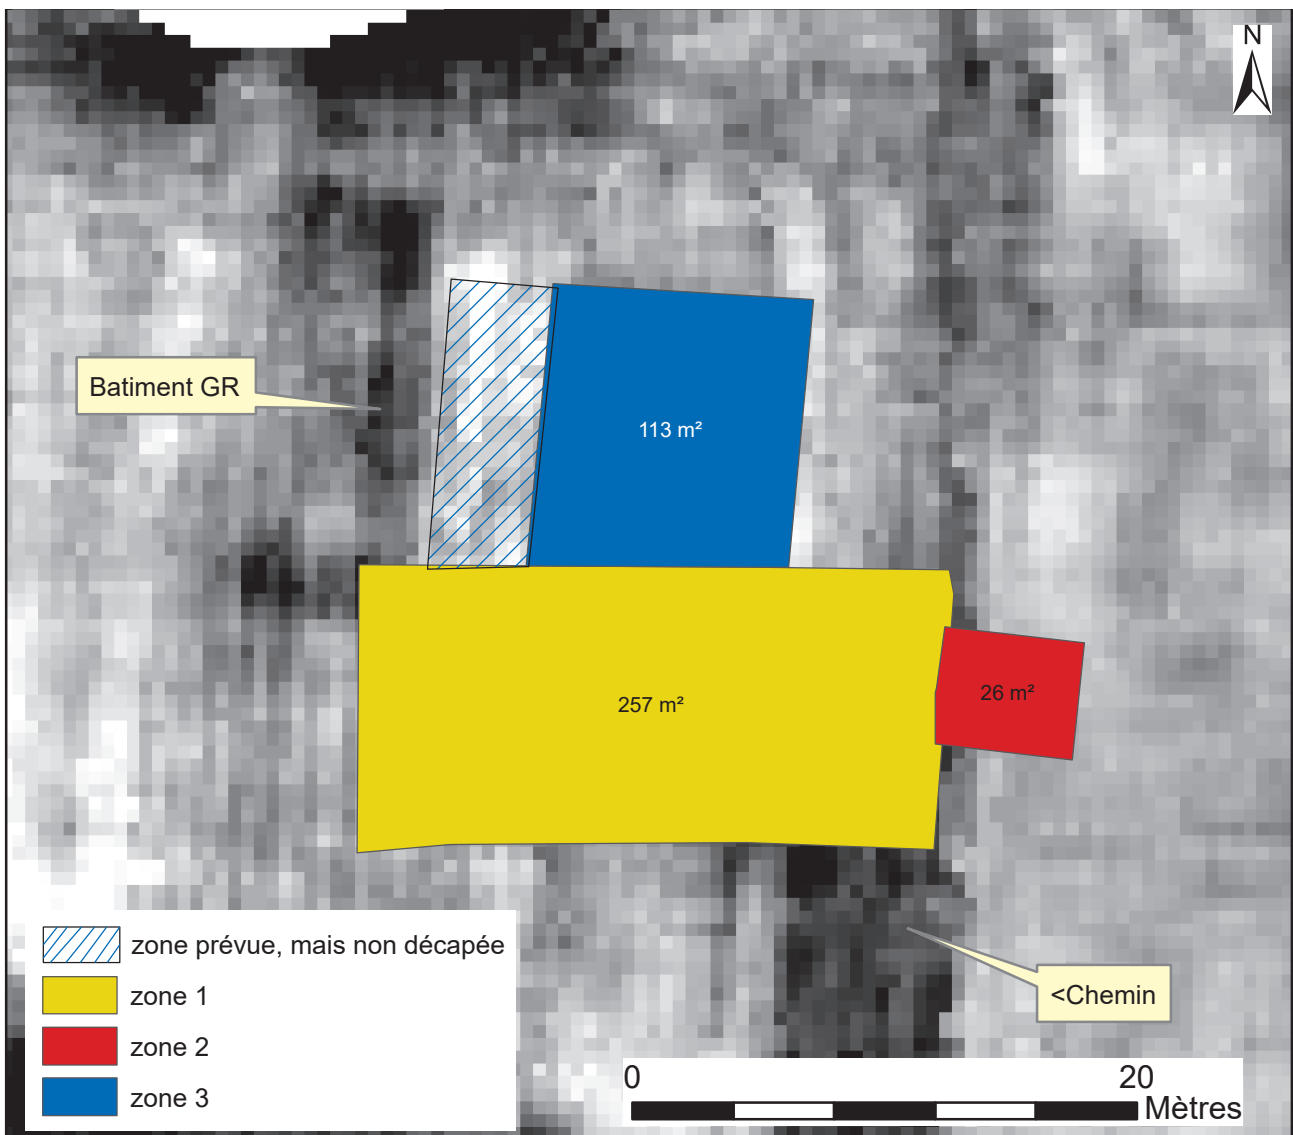 N
Batiment GR
113 m²
257 m²
26 m²
<Chemin
zone prévue, mais non décapée
zone 1
zone 2
zone 3
0 20
Mètres